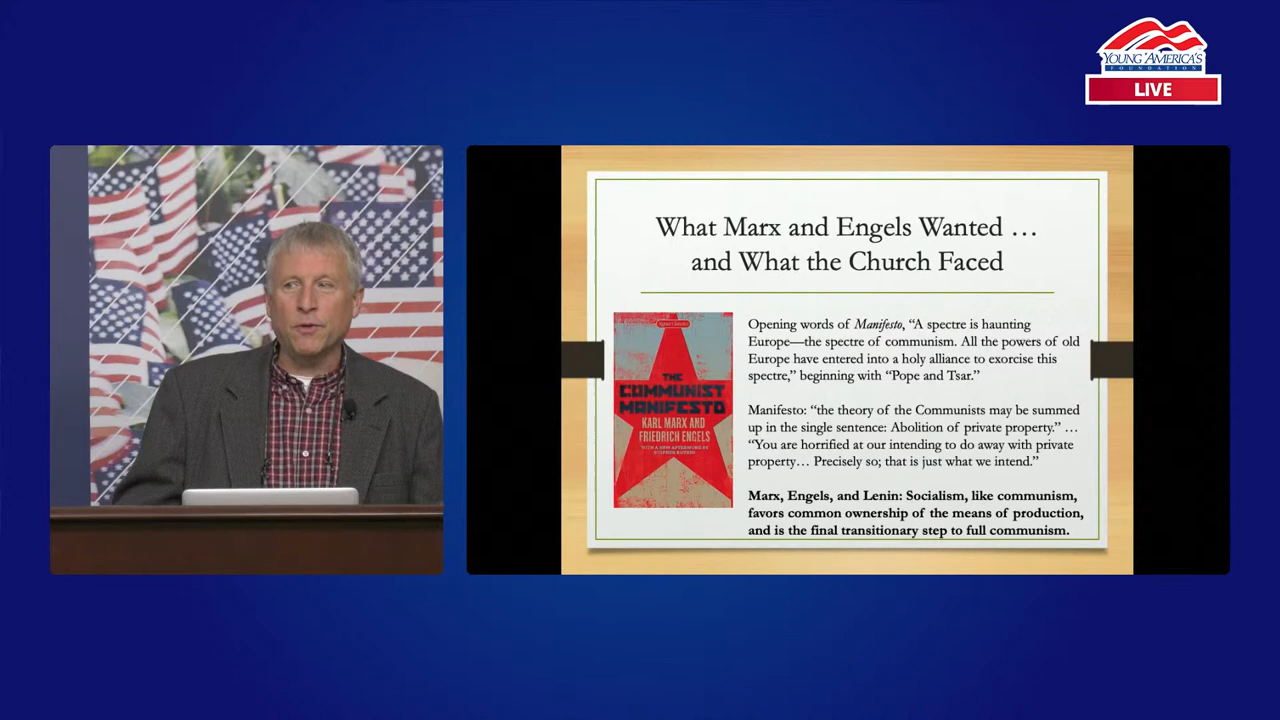 YOUNG AMERICA'S
FOUNDATION
LIVE
What Marx and Engels Wanted …
and What the Church Faced
Opening words of Manifesto, “A spectre is haunting
Europe—the spectre of communism. All the powers of old
Europe have entered into a holy alliance to exorcise this
spectre,” beginning with “Pope and Tsar.”
Manifesto: “the theory of the Communists may be summed
up in the single sentence: Abolition of private property.” …
“You are horrified at our intending to do away with private
property… Precisely so; that is just what we intend.”
Marx, Engels, and Lenin: Socialism, like communism,
favors common ownership of the means of production,
and is the final transitionary step to full communism.
THE
COMMUNIST
MANIFESTO
KARL MARX AND
FRIEDRICH ENGELS
WITH A NEW AFTERWORD BY